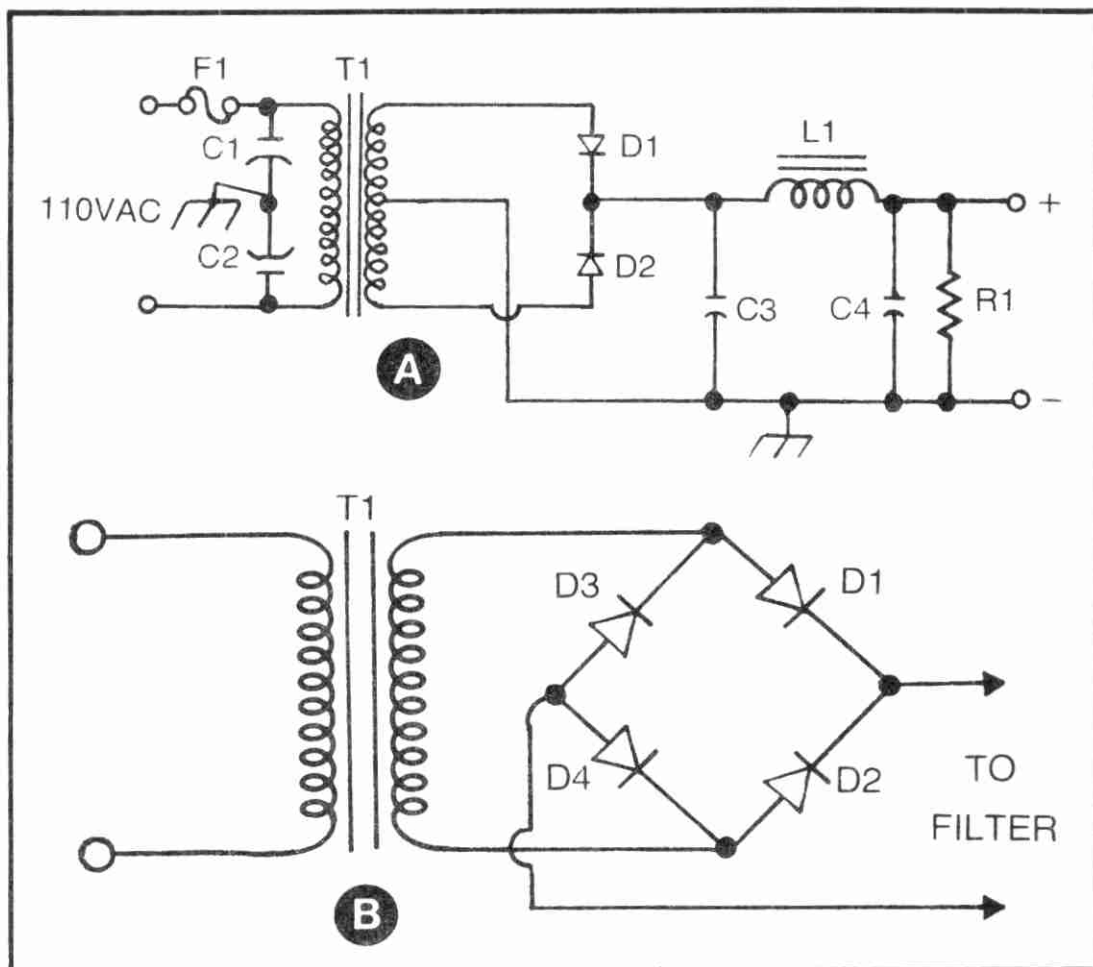 F1
T1
C1
D1
L1
110VAC
+
C2
D2
C3
C4
R1
A
−
T1
D3
D1
D4
D2
TO
FILTER
B